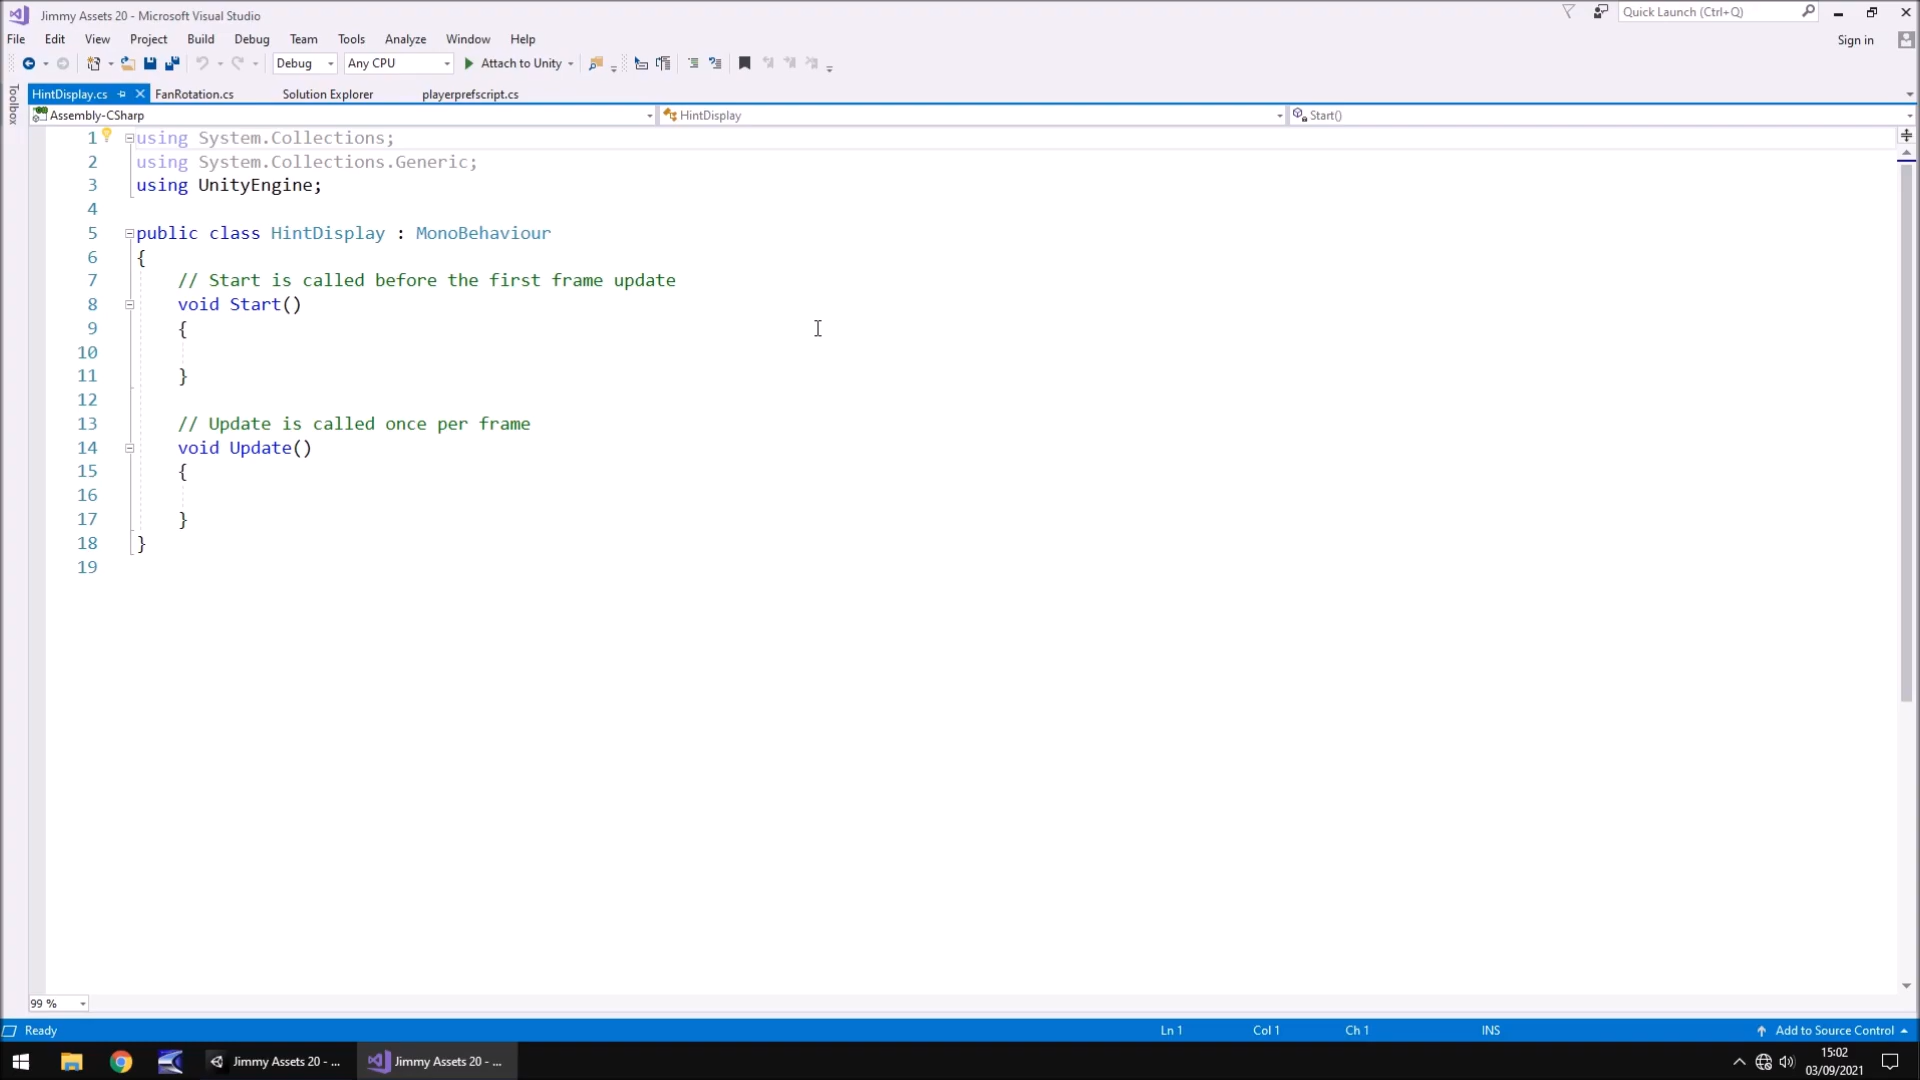 Jimmy Assets 20 - Microsoft Visual Studio
Quick Launch (Ctrl+Q)
File Edit View Project Build Debug Team Tools Analyze Window Help
Sign in
Debug Any CPU Attach to Unity
Toolbox
HintDisplay.cs FanRotation.cs Solution Explorer playerprefscript.cs
Assembly-CSharp HintDisplay Start()
1 using System.Collections;
2 using System.Collections.Generic;
3 using UnityEngine;
4
5 public class HintDisplay : MonoBehaviour
6 {
7 // Start is called before the first frame update
8 void Start()
9 {
10
11 }
12
13 // Update is called once per frame
14 void Update()
15 {
16
17 }
18 }
19
99 %
Ready Ln 1 Col 1 Ch 1 INS Add to Source Control
Jimmy Assets 20 - ... Jimmy Assets 20 - ...
15:02
03/09/2021